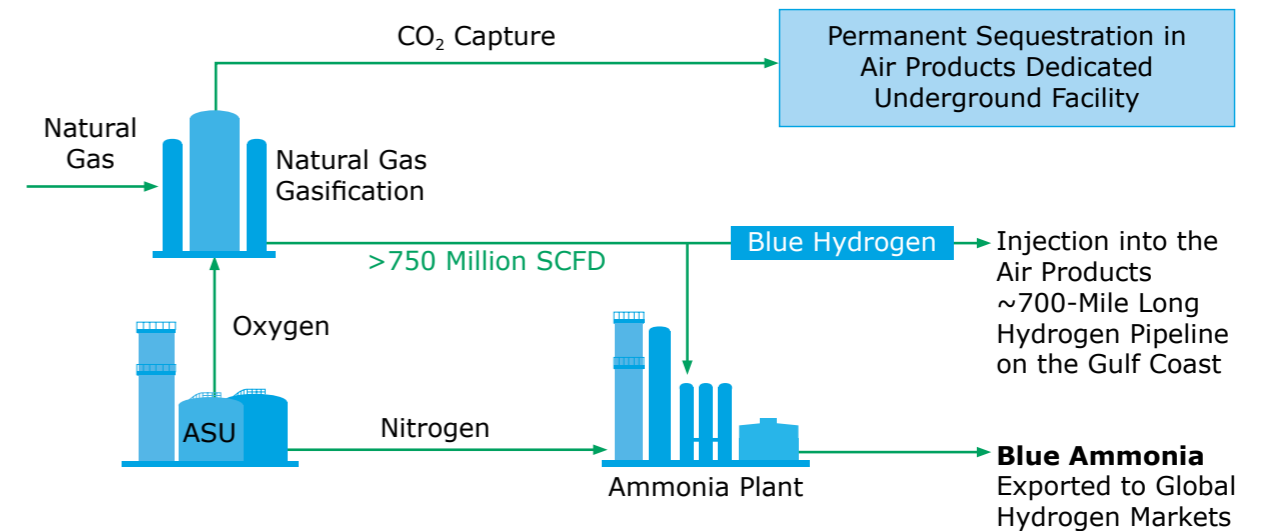 CO₂ Capture
Permanent Sequestration in
Air Products Dedicated
Underground Facility
Natural
Gas
Natural Gas
Gasification
>750 Million SCFD
Blue Hydrogen
Injection into the
Air Products
~700-Mile Long
Hydrogen Pipeline
on the Gulf Coast
Oxygen
ASU
Nitrogen
Ammonia Plant
Blue Ammonia
Exported to Global
Hydrogen Markets